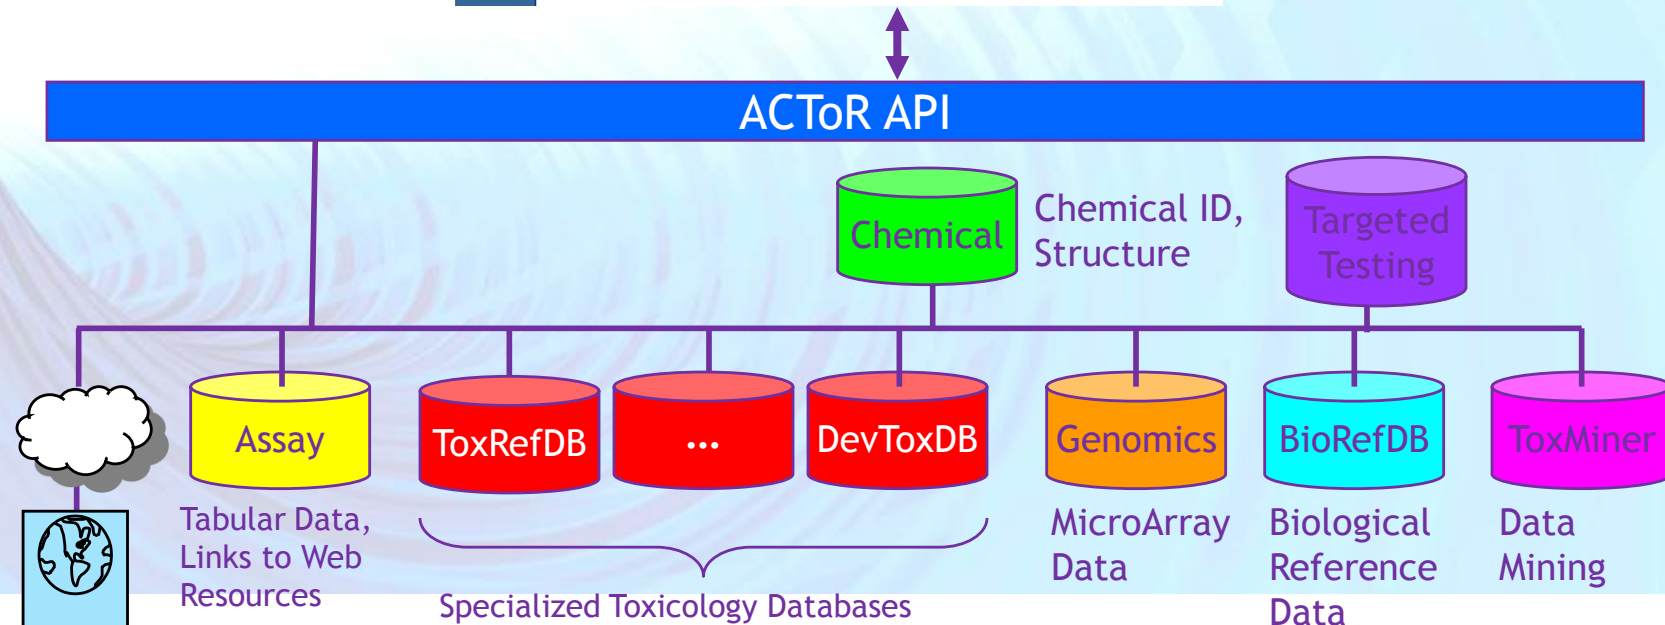 ACToR API
Chemical
Chemical ID,
Structure
Targeted
Testing
Assay
ToxRefDB
...
DevToxDB
Genomics
BioRefDB
ToxMiner
Tabular Data,
Links to Web
Resources
Specialized Toxicology Databases
MicroArray
Data
Biological
Reference
Data
Data
Mining